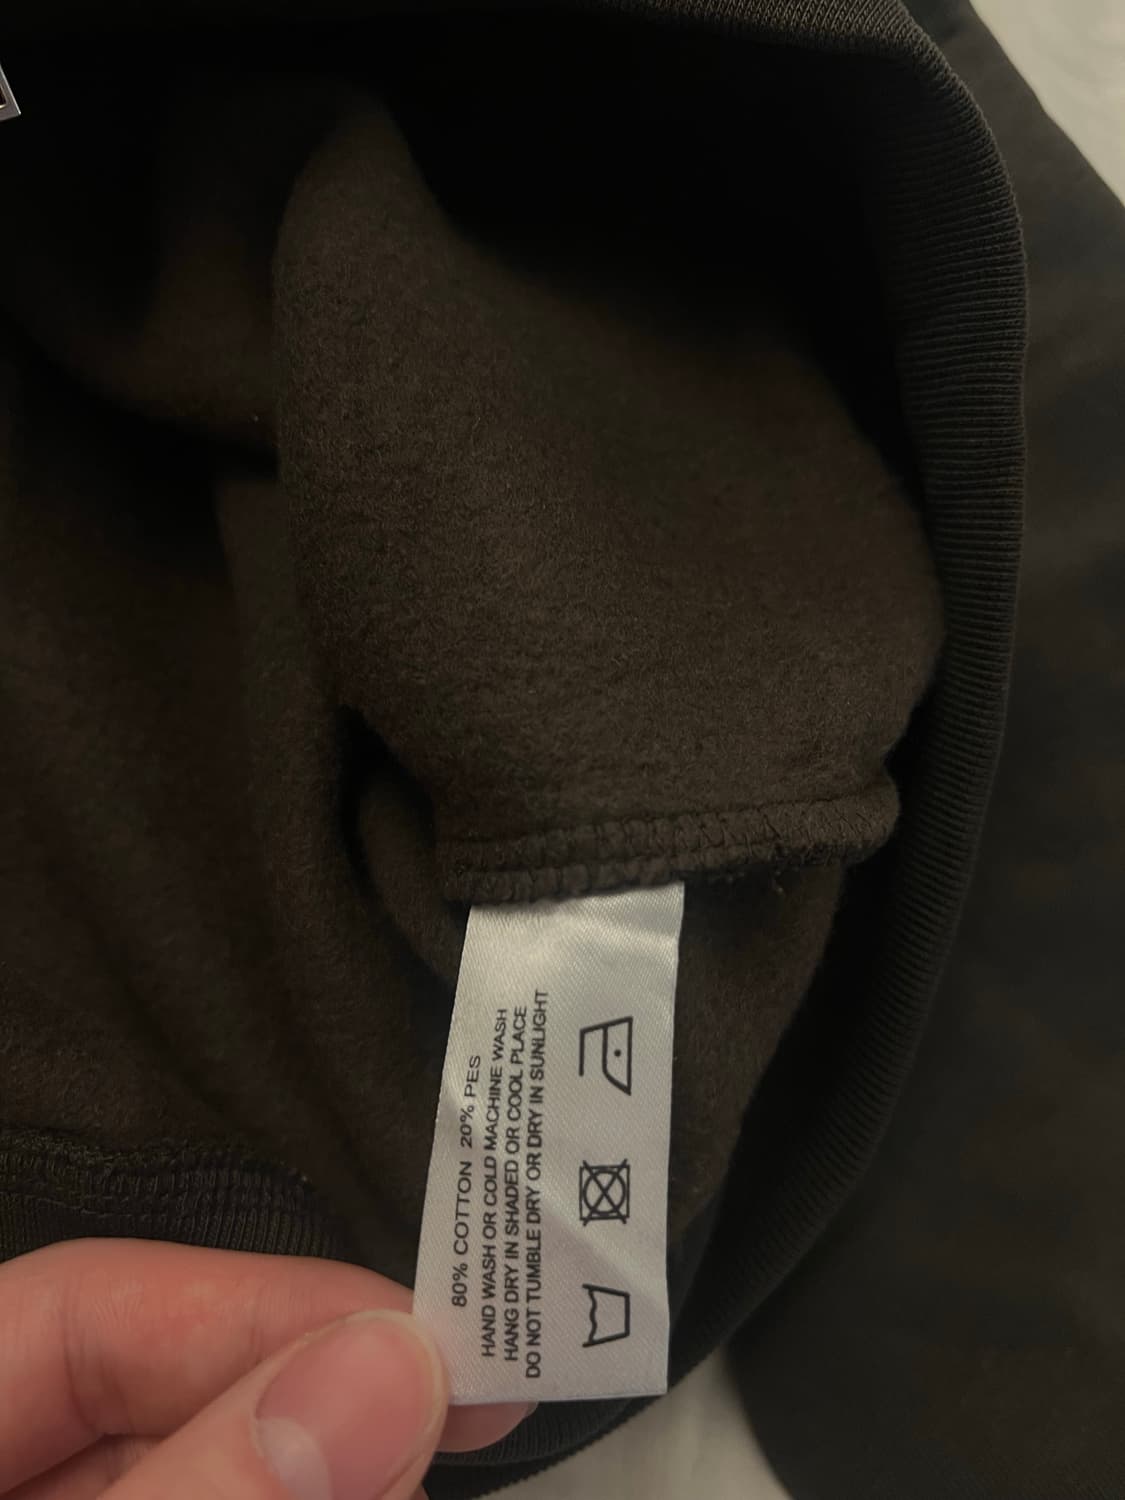 80% COTTON 20% PES
HAND WASH OR COLD MACHINE WASH
HANG DRY IN SHADED OR COOL PLACE
DO NOT TUMBLE DRY OR DRY IN SUNLIGHT